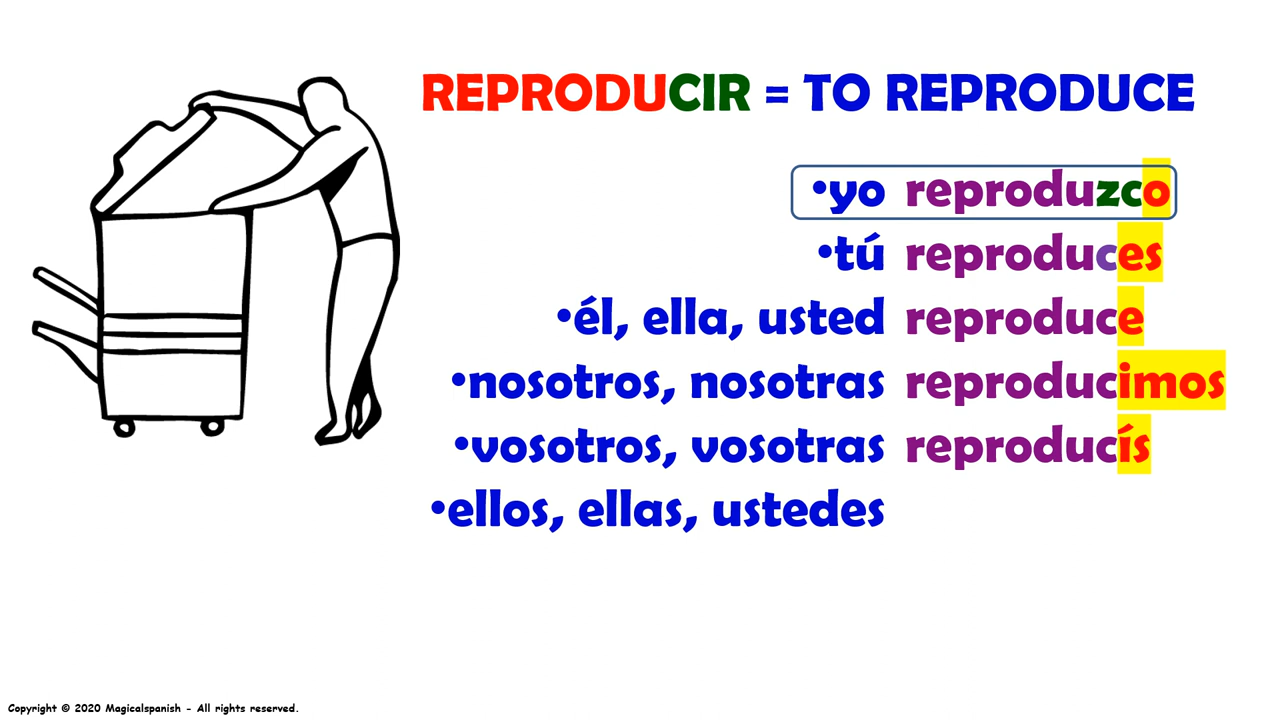 REPRODUCIR = TO REPRODUCE
•yo reproduzco
•tú reproduces
•él, ella, usted reproduce
•nosotros, nosotras reproducimos
•vosotros, vosotras reproducís
•ellos, ellas, ustedes
Copyright © 2020 Magicalspanish - All rights reserved.